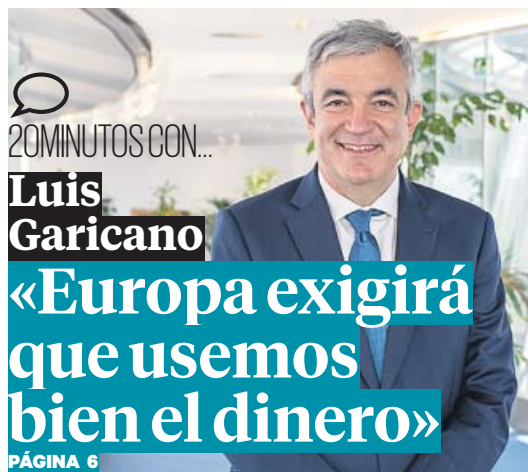 20MINUTOS CON...
Luis
Garicano
«Europa exigirá
que usemos
bien el dinero»
PÁGINA 6